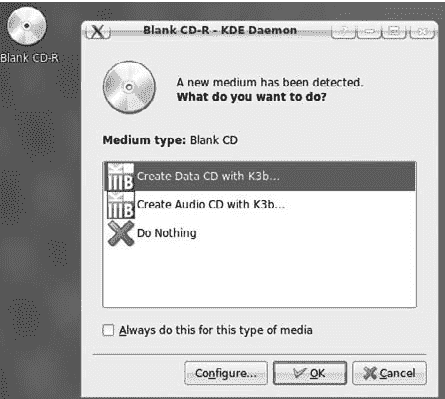 Blank CD-R - KDE Daemon
Blank CD-R
A new medium has been detected.
What do you want to do?
Medium type: Blank CD
Create Data CD with K3b...
Create Audio CD with K3b...
Do Nothing
Always do this for this type of media
Configure...
OK
Cancel